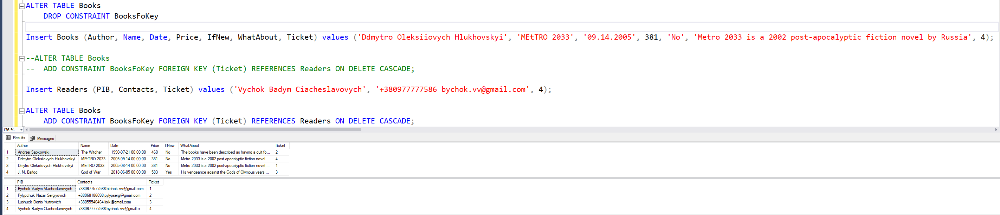 ALTER TABLE Books
DROP CONSTRAINT BooksFoKey
Insert Books (Author, Name, Date, Price, IfNew, WhatAbout, Ticket) values ('Ddmytro Oleksiiovych Hlukhovskyi', 'MEtTRO 2033', '09.14.2005', 381, 'No', 'Metro 2033 is a 2002 post-apocalyptic fiction novel by Russia', 4);
--ALTER TABLE Books
-- ADD CONSTRAINT BooksFoKey FOREIGN KEY (Ticket) REFERENCES Readers ON DELETE CASCADE;
Insert Readers (PIB, Contacts, Ticket) values ('Vychok Badym Ciacheslavovych', '+380977777586 bychok.vv@gmail.com', 4);
ALTER TABLE Books
ADD CONSTRAINT BooksFoKey FOREIGN KEY (Ticket) REFERENCES Readers ON DELETE CASCADE;
176 %
Results Messages
Author Name Date Price IfNew WhatAbout Ticket
1 Andrzej Sapkowski The Witcher 1990-07-21 00:00:00 460 No The books have been described as having a cult fo... 2
2 Ddmytro Oleksiiovych Hlukhovskyi MEtTRO 2033 2005-09-14 00:00:00 381 No Metro 2033 is a 2002 post-apocalyptic fiction novel ... 4
3 Dmytro Oleksiiovych Hlukhovskyi METRO 2033 2005-08-14 00:00:00 381 No Metro 2033 is a 2002 post-apocalyptic fiction novel ... 1
4 J. M. Barlog God of War 2018-06-05 00:00:00 583 Yes His vengeance against the Gods of Olympus years ... 3
PIB Contacts Ticket
1 Bychok Vadym Viacheslavovych +380977577586 bichok.vv@gmail.com 1
2 Pylypchuk Nazar Sergiyovich +38068186098 pylypserg@gmail.com 2
3 Lushuck Denis Yuriyovich +38055540464 lisik@gmail.com 3
4 Vychok Badym Ciacheslavovych +380977777586 bychok.vv@gmail.c... 4